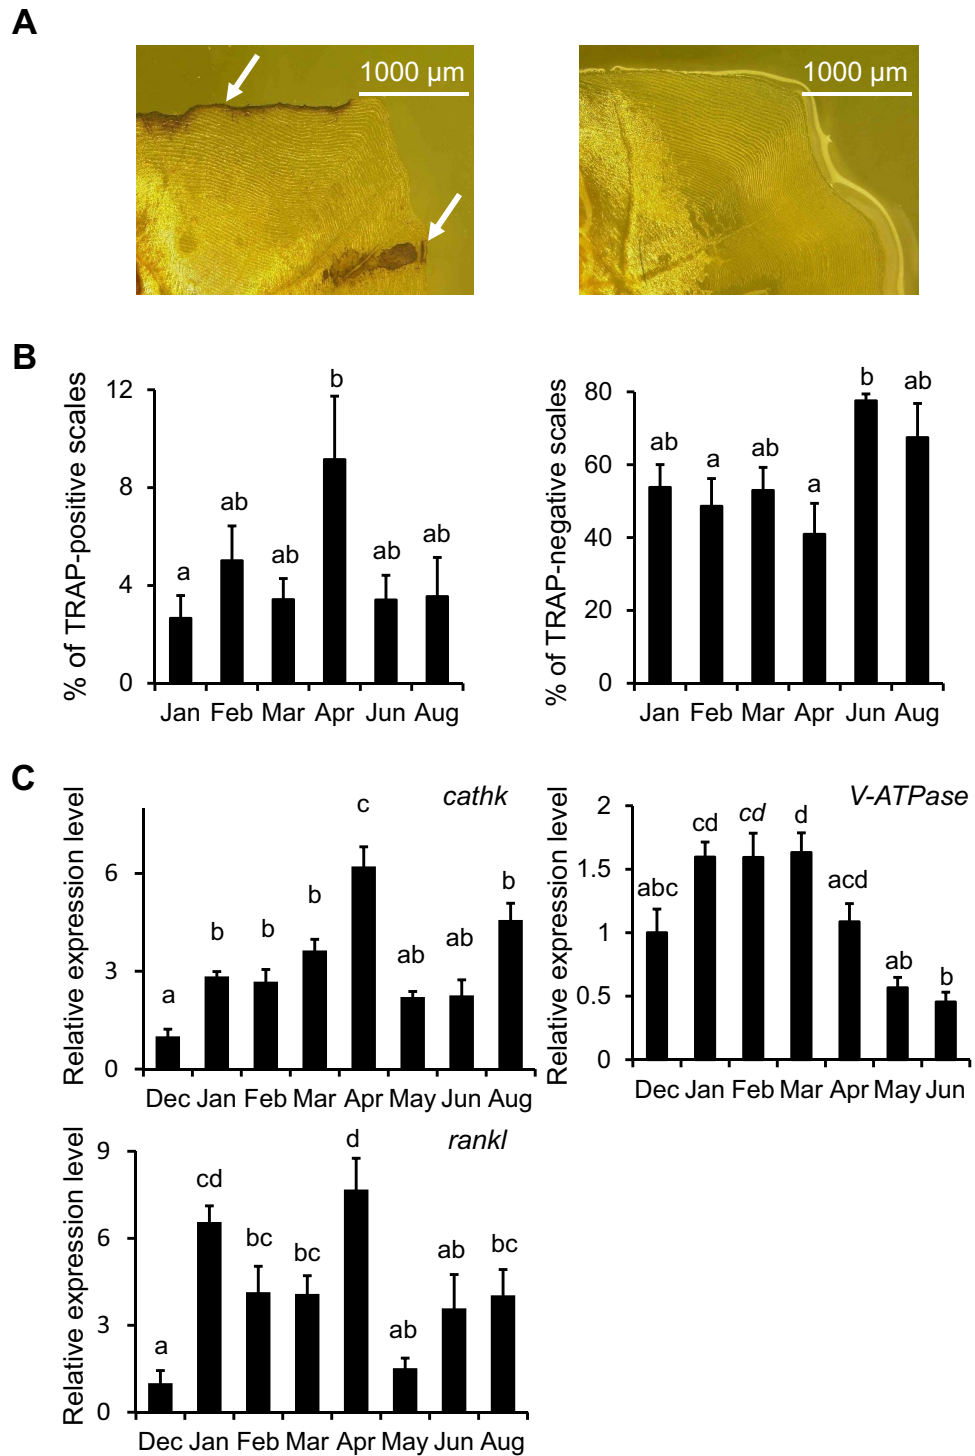 A
1000 µm
1000 µm
B
% of TRAP-positive scales
12
8
4
0
a
ab
ab
b
ab
ab
Jan Feb Mar Apr Jun Aug
% of TRAP-negative scales
80
60
40
20
0
ab
a
ab
a
b
ab
Jan Feb Mar Apr Jun Aug
C
cathk
Relative expression level
6
3
0
a
b
b
b
c
ab
ab
b
Dec Jan Feb Mar Apr May Jun Aug
V-ATPase
Relative expression level
2
1.5
1
0.5
0
abc
cd
cd
d
acd
ab
b
Dec Jan Feb Mar Apr May Jun
rankl
Relative expression level
9
6
3
0
a
cd
bc
bc
d
ab
ab
bc
Dec Jan Feb Mar Apr May Jun Aug